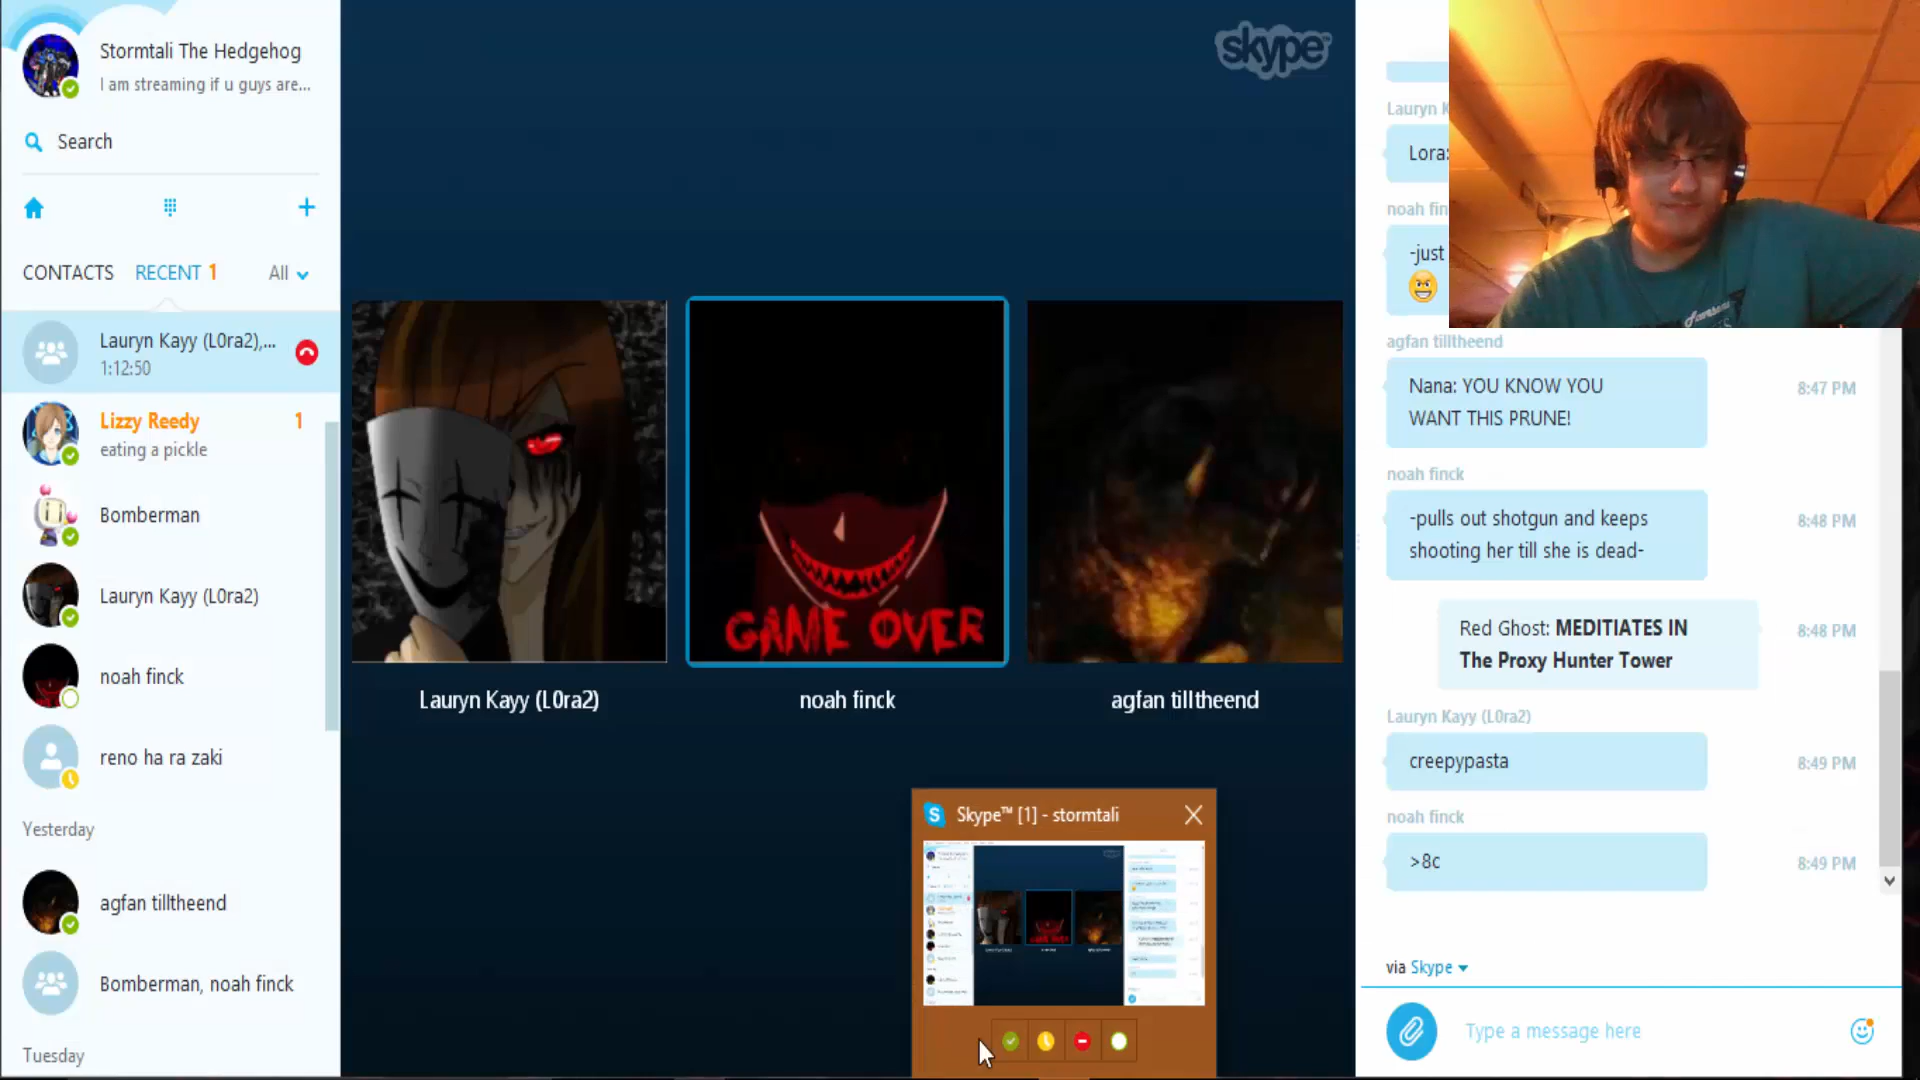 Stormtali The Hedgehog
I am streaming if u guys are...
Search
CONTACTS
RECENT 1
All
Lauryn Kayy (L0ra2),...
1:12:50
Lizzy Reedy
1
eating a pickle
Bomberman
Lauryn Kayy (L0ra2)
noah finck
reno ha ra zaki
Yesterday
agfan tilltheend
Bomberman, noah finck
Tuesday
skype™
GAME OVER
Lauryn Kayy (L0ra2)
noah finck
agfan tilltheend
S
Skype™ [1] - stormtali
Lauryn K
Lora:
noah fin
-just
agfan tilltheend
Nana: YOU KNOW YOU
WANT THIS PRUNE!
8:47 PM
noah finck
-pulls out shotgun and keeps
shooting her till she is dead-
8:48 PM
Red Ghost: MEDITIATES IN
The Proxy Hunter Tower
8:48 PM
Lauryn Kayy (L0ra2)
creepypasta
8:49 PM
noah finck
>8c
8:49 PM
via Skype
Type a message here